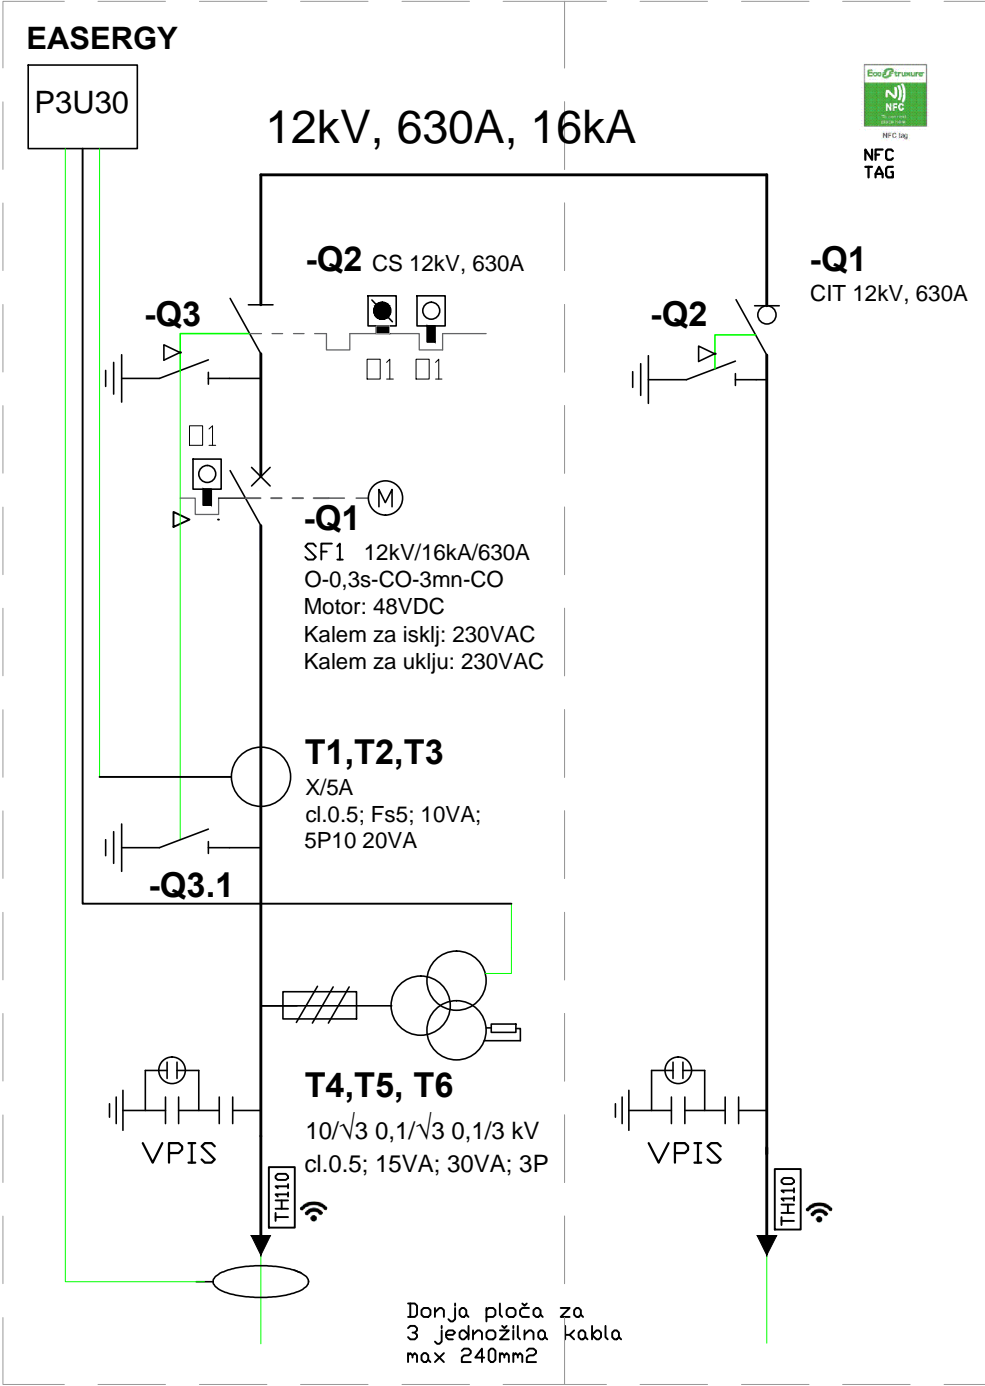 EASERGY
P3U30
12kV, 630A, 16kA
EcoStruxure
NFC
NFC tag
NFC
TAG
-Q2 CS 12kV, 630A
-Q1
CIT 12kV, 630A
-Q3
-Q2
□1 □1
□1
M
-Q1
SF1 12kV/16kA/630A
O-0,3s-CO-3mn-CO
Motor: 48VDC
Kalem za isklj: 230VAC
Kalem za uklju: 230VAC
T1,T2,T3
X/5A
cl.0.5; Fs5; 10VA;
5P10 20VA
-Q3.1
T4,T5, T6
10/√3 0,1/√3 0,1/3 kV
cl.0.5; 15VA; 30VA; 3P
VPIS
VPIS
TH110
TH110
Donja ploča za
3 jednožilna kabla
max 240mm2